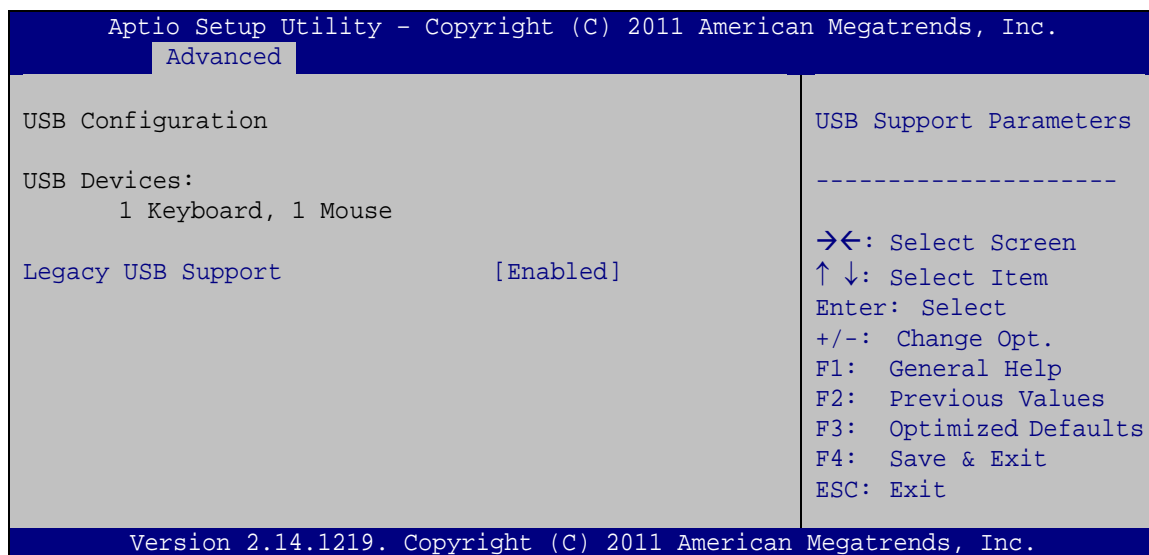 Aptio Setup Utility – Copyright (C) 2011 American Megatrends, Inc.
Advanced
USB Configuration
USB Devices:
1 Keyboard, 1 Mouse
Legacy USB Support [Enabled]
USB Support Parameters
---------------------
→←: Select Screen
↑ ↓: Select Item
Enter: Select
+/-: Change Opt.
F1: General Help
F2: Previous Values
F3: Optimized Defaults
F4: Save & Exit
ESC: Exit
Version 2.14.1219. Copyright (C) 2011 American Megatrends, Inc.